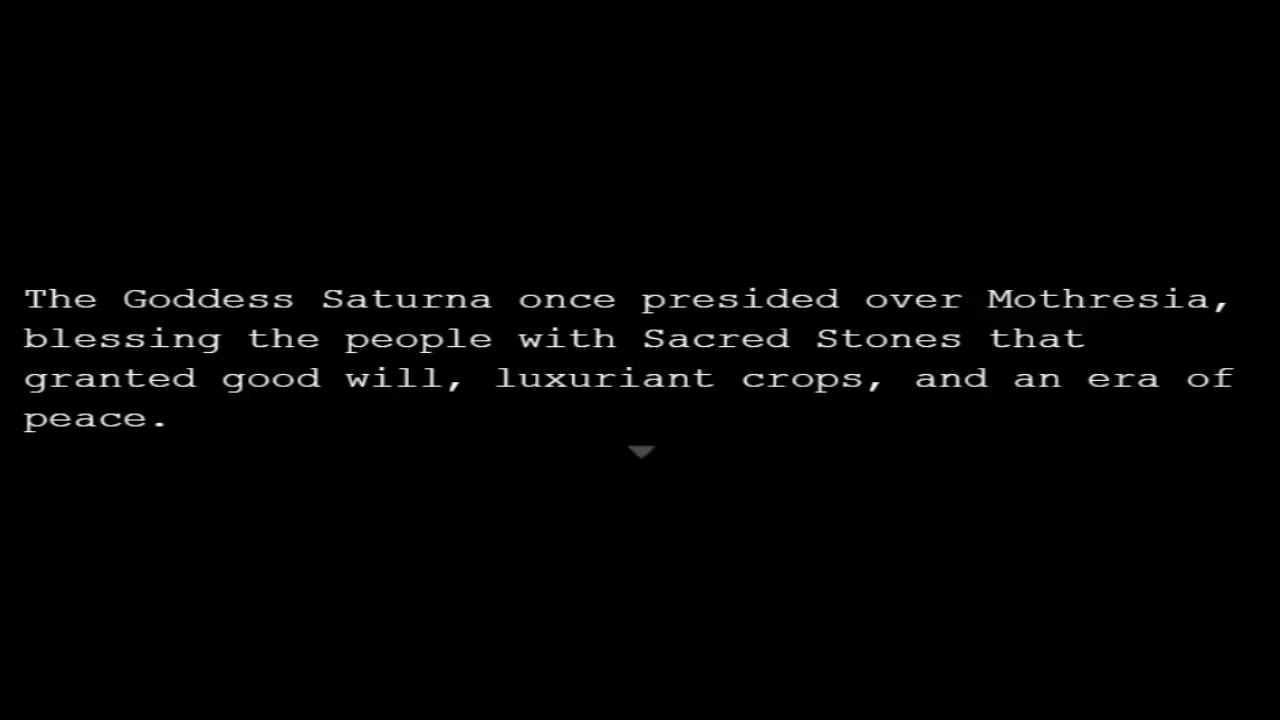 The Goddess Saturna once presided over Mothresia,
blessing the people with Sacred Stones that
granted good will, luxuriant crops, and an era of
peace.